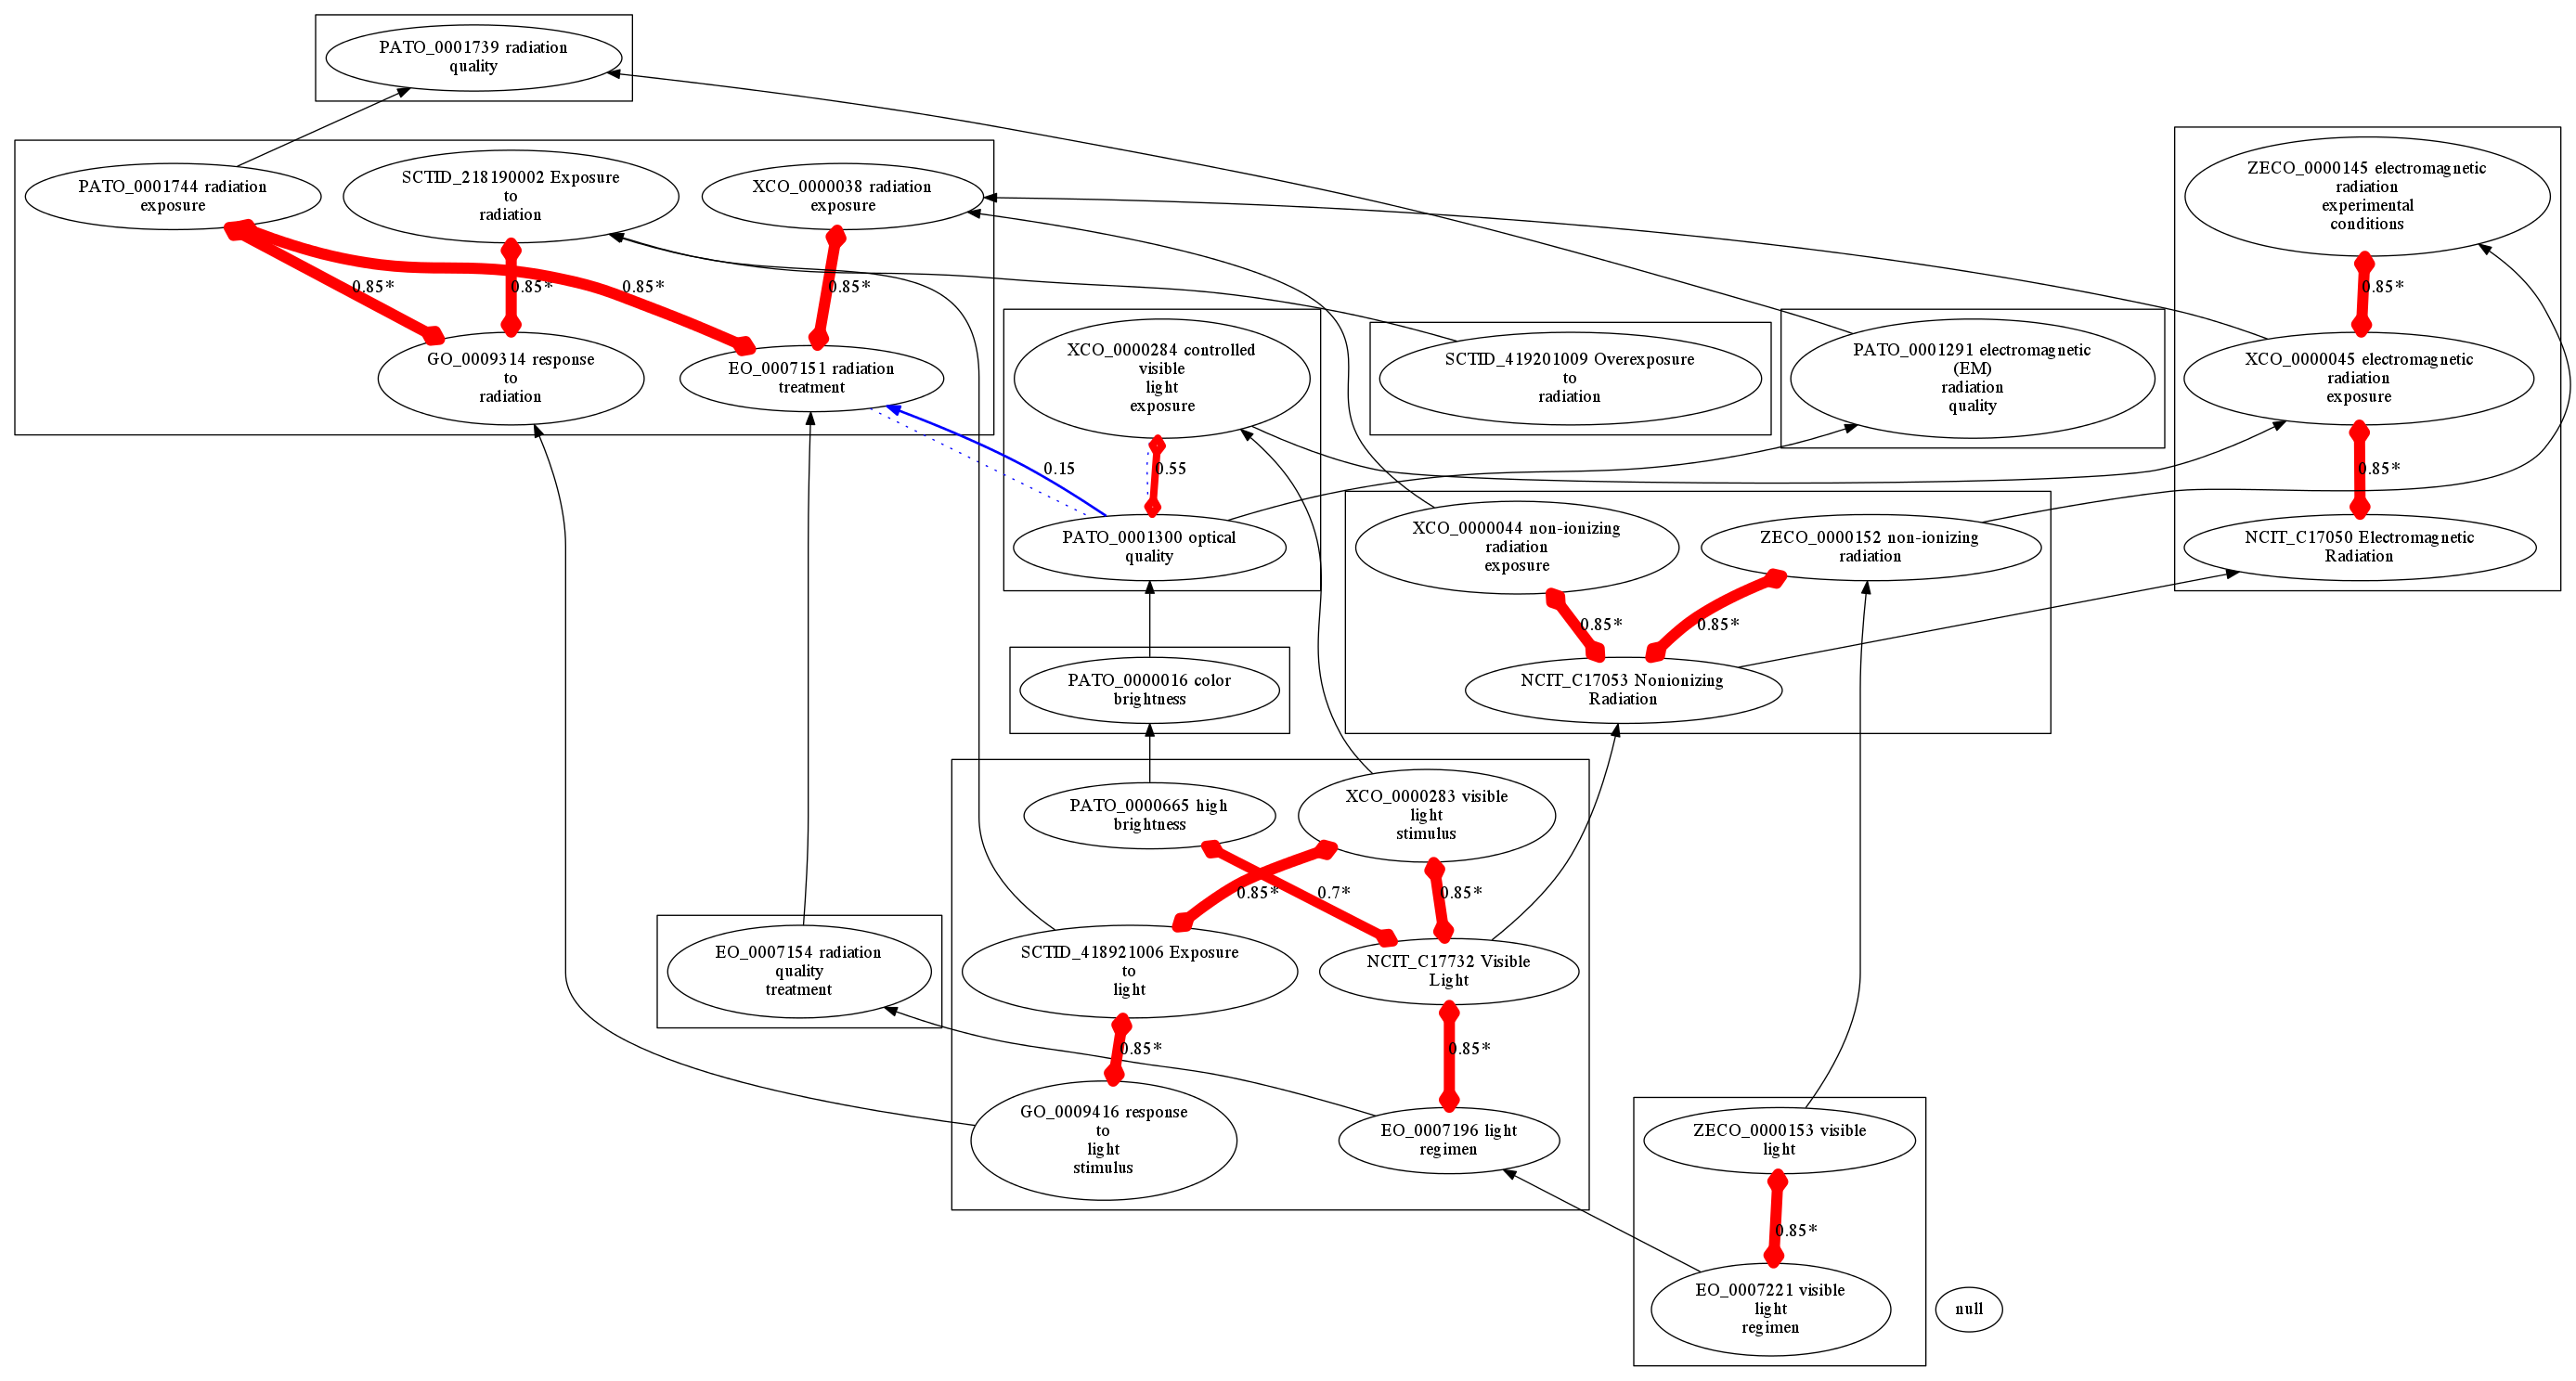 PATO_0001739 radiation
quality
PATO_0001744 radiation
exposure
SCTID_218190002 Exposure
to
radiation
XCO_0000038 radiation
exposure
ZECO_0000145 electromagnetic
radiation
experimental
conditions
0.85*
0.85*
0.85*
0.85*
0.85*
GO_0009314 response
to
radiation
EO_0007151 radiation
treatment
XCO_0000284 controlled
visible
light
exposure
SCTID_419201009 Overexposure
to
radiation
PATO_0001291 electromagnetic
(EM)
radiation
quality
XCO_0000045 electromagnetic
radiation
exposure
0.15
0.55
0.85*
PATO_0001300 optical
quality
XCO_0000044 non-ionizing
radiation
exposure
ZECO_0000152 non-ionizing
radiation
NCIT_C17050 Electromagnetic
Radiation
0.85*
0.85*
PATO_0000016 color
brightness
NCIT_C17053 Nonionizing
Radiation
PATO_0000665 high
brightness
XCO_0000283 visible
light
stimulus
0.85*
0.7*
0.85*
EO_0007154 radiation
quality
treatment
SCTID_418921006 Exposure
to
light
NCIT_C17732 Visible
Light
0.85*
0.85*
GO_0009416 response
to
light
stimulus
EO_0007196 light
regimen
ZECO_0000153 visible
light
0.85*
EO_0007221 visible
light
regimen
null